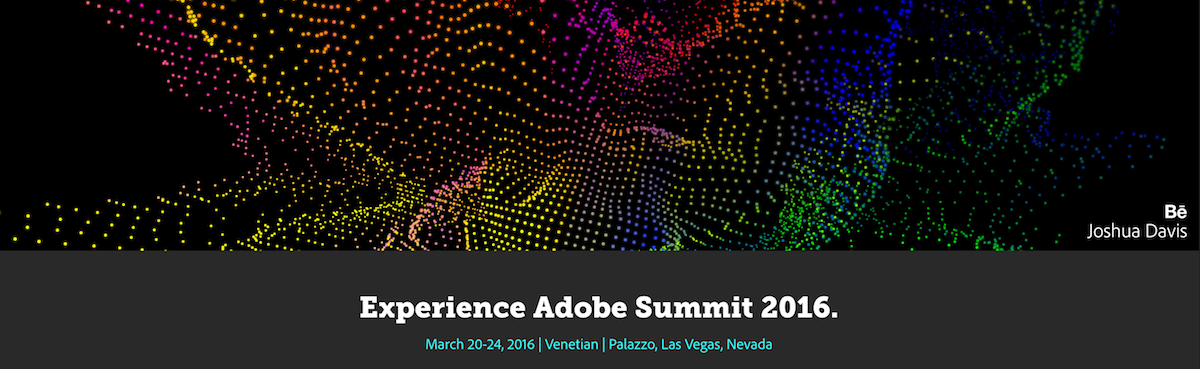 Bē
Joshua Davis
Experience Adobe Summit 2016.
March 20-24, 2016 | Venetian | Palazzo, Las Vegas, Nevada